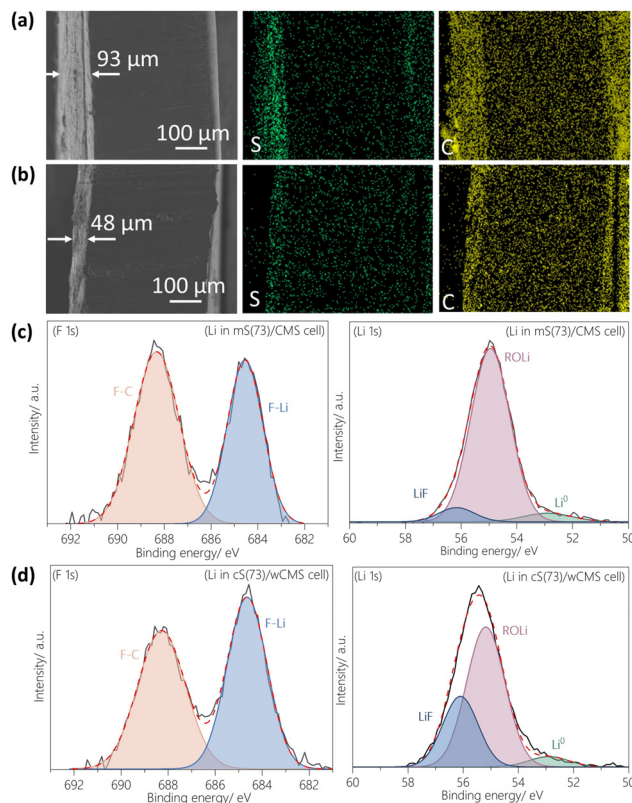 (a)
93 μm
100 μm
S
C
(b)
48 μm
100 μm
S
C
(c)
(F 1s)
(Li in mS(73)/CMS cell)
F-C
F-Li
Intensity/ a.u.
692 690 688 686 684 682
Binding energy/ eV
(Li 1s)
(Li in mS(73)/CMS cell)
ROLi
LiF
Li⁰
Intensity/ a.u.
60 58 56 54 52 50
Binding energy/ eV
(d)
(F 1s)
(Li in cS(73)/wCMS cell)
F-C
F-Li
Intensity/ a.u.
692 690 688 686 684 682
Binding energy/ eV
(Li 1s)
(Li in cS(73)/wCMS cell)
ROLi
LiF
Li⁰
Intensity/ a.u.
60 58 56 54 52 50
Binding energy/ eV